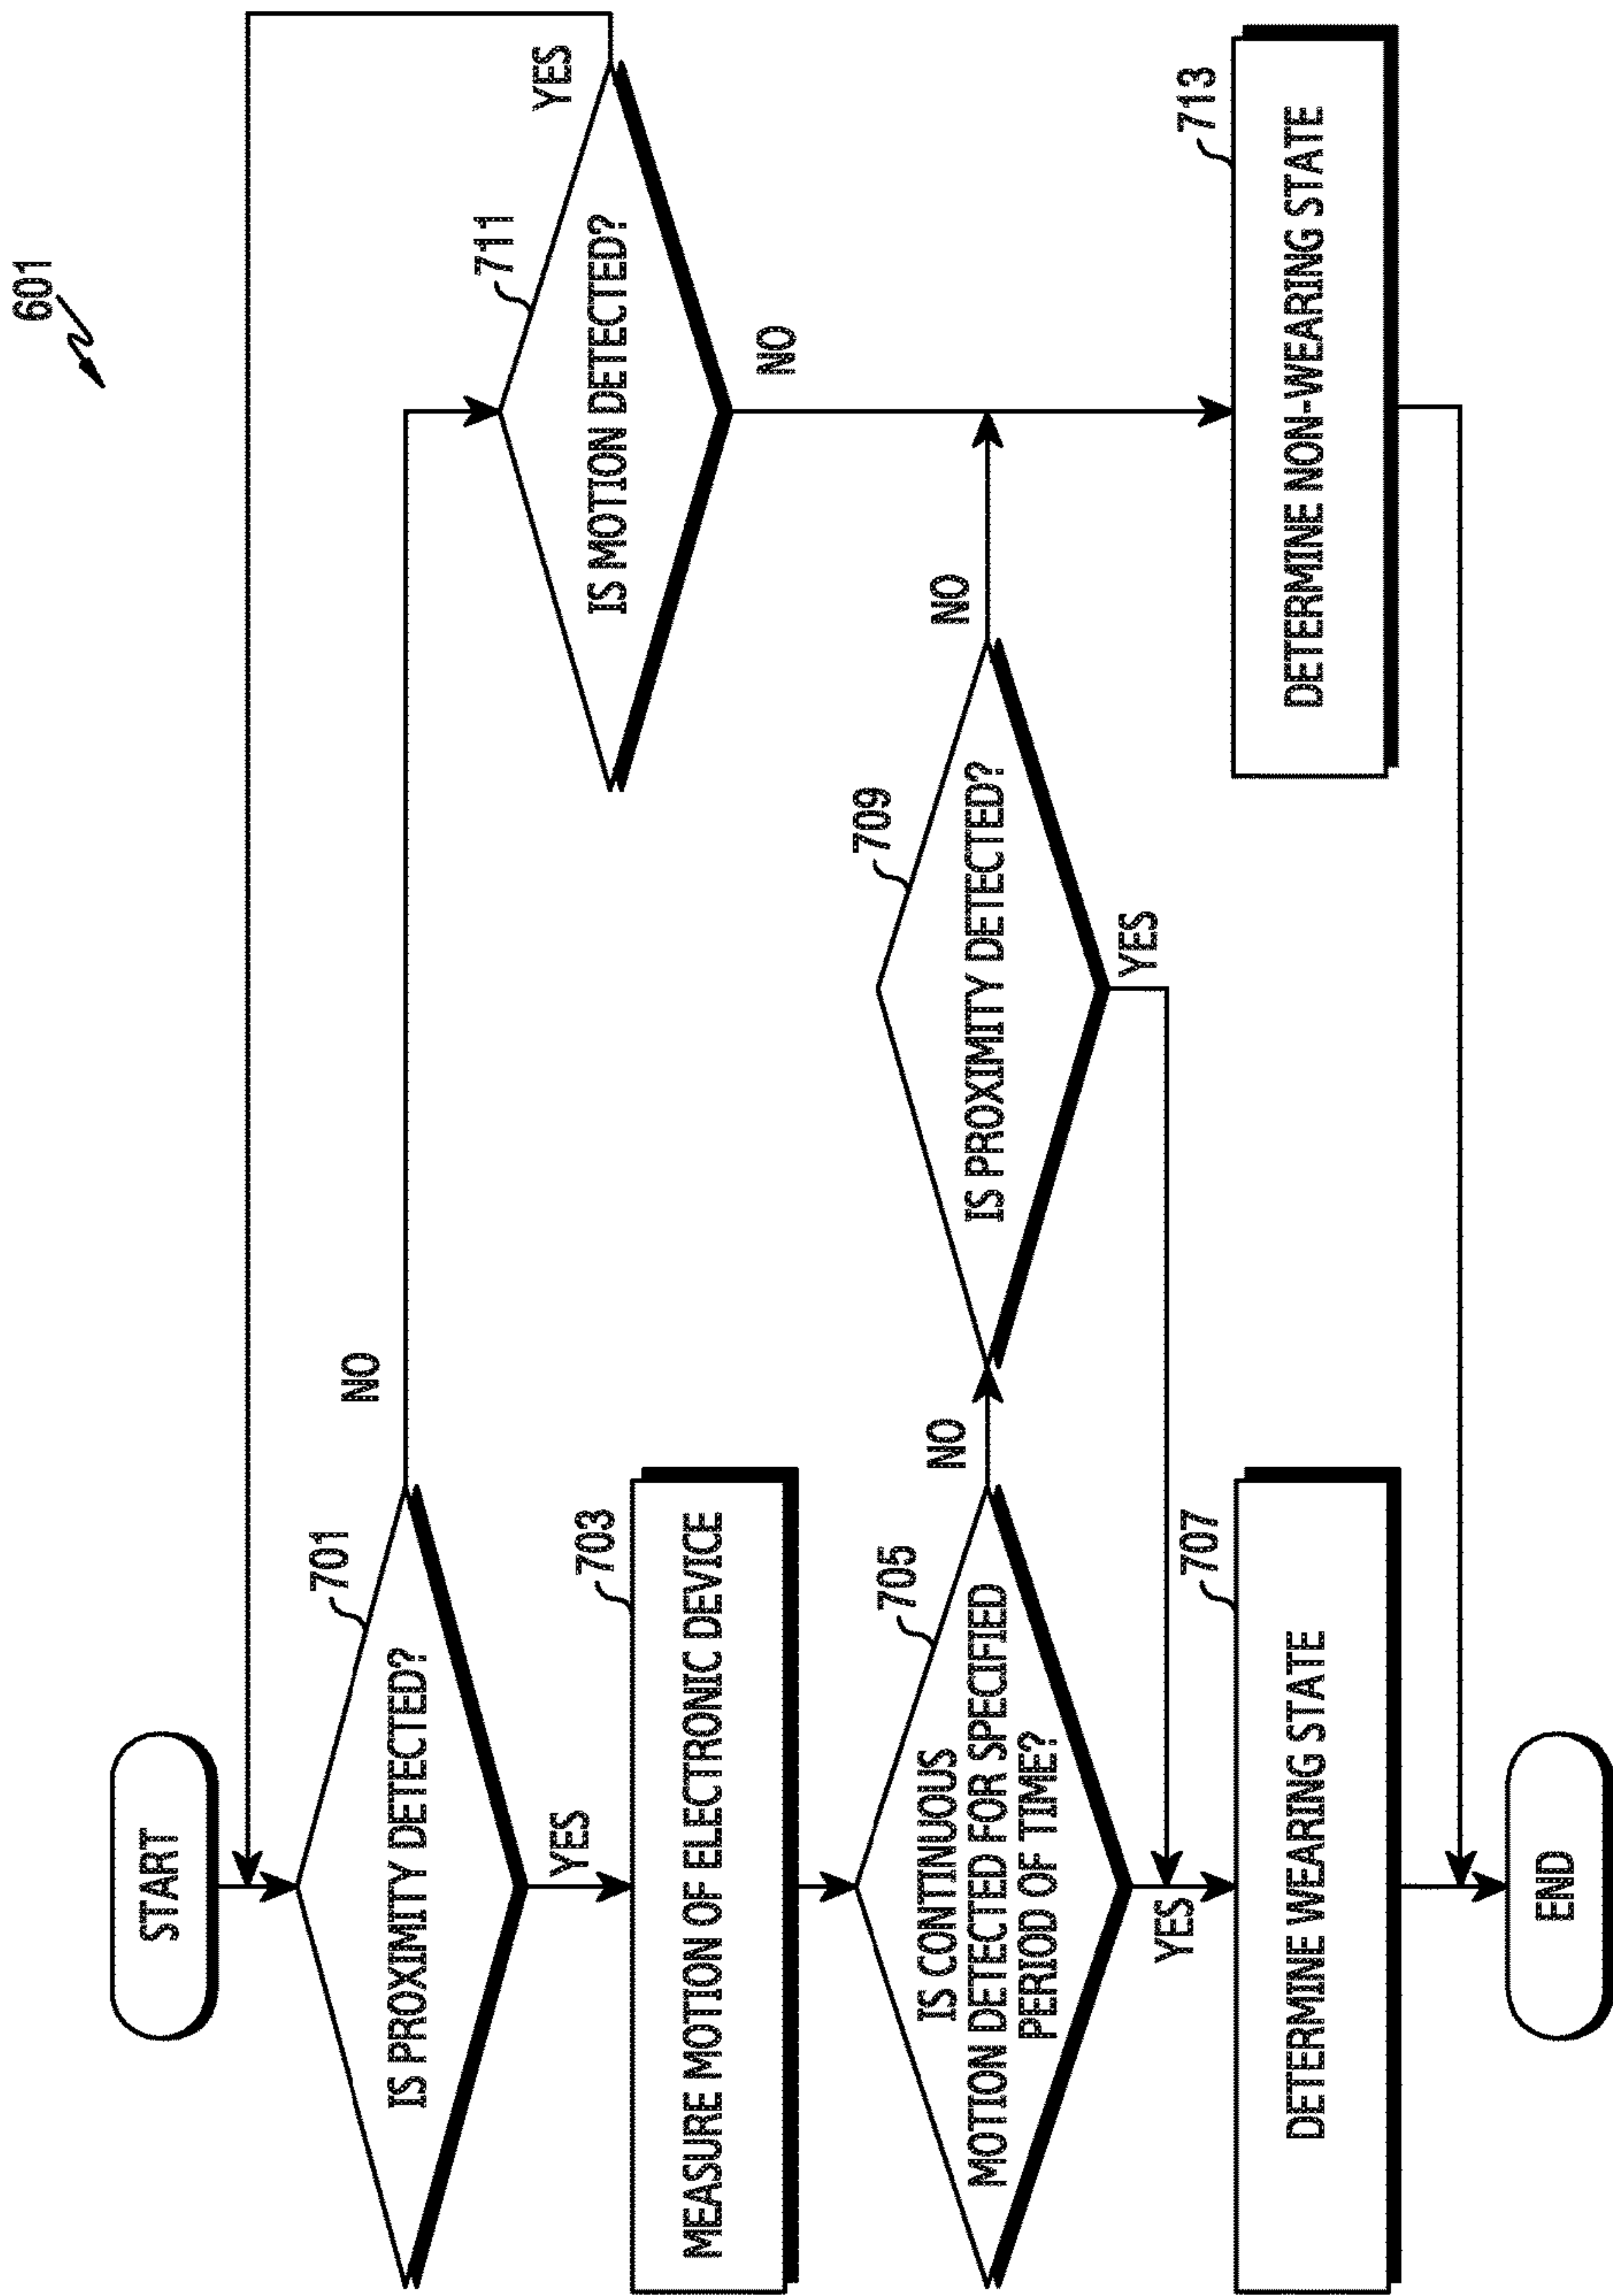 601
START
IS PROXIMITY DETECTED?
701
NO
YES
MEASURE MOTION OF ELECTRONIC DEVICE
703
IS CONTINUOUS
MOTION DETECTED FOR SPECIFIED
PERIOD OF TIME?
705
NO
YES
IS PROXIMITY DETECTED?
709
NO
YES
IS MOTION DETECTED?
711
YES
NO
DETERMINE WEARING STATE
707
DETERMINE NON-WEARING STATE
713
END